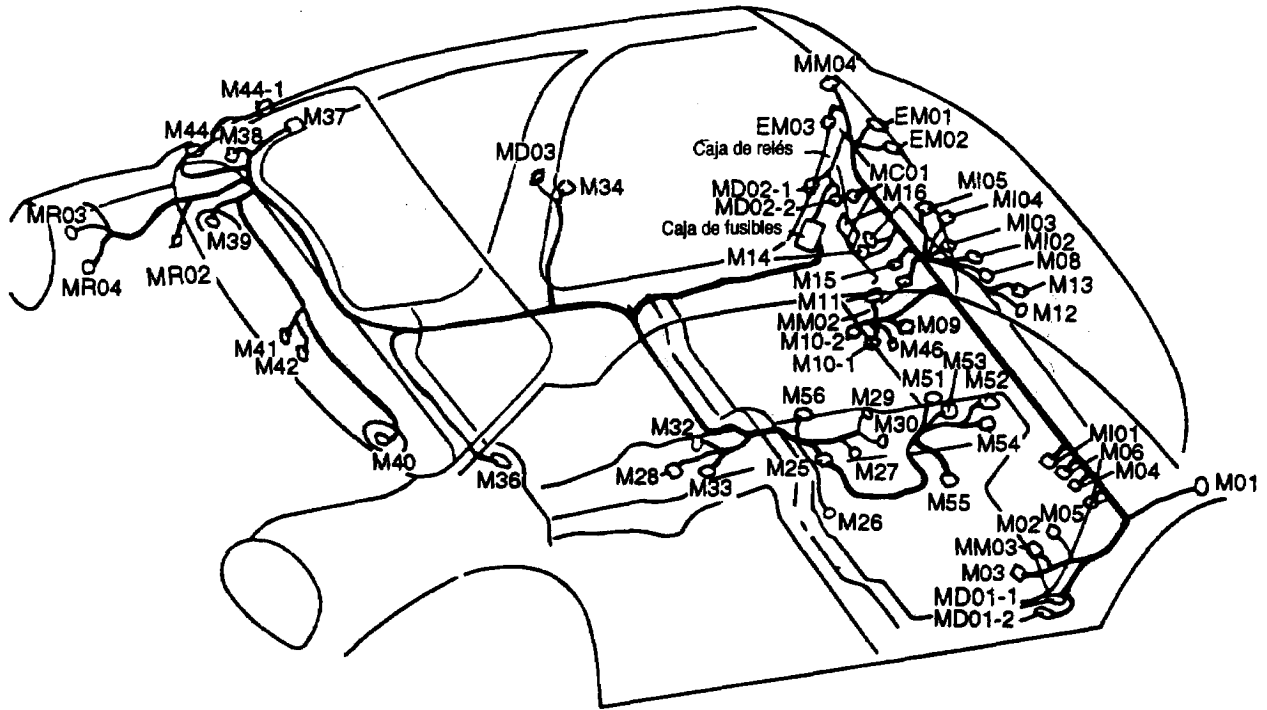 MM04
M44-1
M37
EM01
EM03
M44
M38
EM02
Caja de relés
MD03
MC01
M34
MD02-1
M16
MI05
MD02-2
MI04
MR03
Caja de fusibles
MI03
M39
MI02
M14
M08
MR02
MR04
M15
M13
M11
M12
MM02
M09
M41
M10-2
M46
M42
M10-1
M53
M51
M52
M56
M29
M32
M30
MI01
M54
M06
M40
M28
M25
M27
M04
M36
M33
M01
M55
M26
M02
M05
MM03
M03
MD01-1
MD01-2